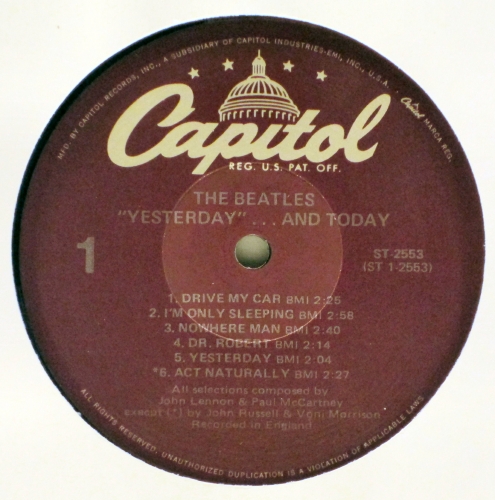 MFD. BY CAPITOL RECORDS, INC., A SUBSIDIARY OF CAPITOL INDUSTRIES-EMI, INC., U.S.A.
Capitol MARCA REG.
Capitol
REG. U.S. PAT. OFF.
THE BEATLES
"YESTERDAY" . . . AND TODAY
1
ST-2553
(ST 1-2553)
1. DRIVE MY CAR BMI 2:25
2. I'M ONLY SLEEPING BMI 2:58
3. NOWHERE MAN BMI 2:40
4. DR. ROBERT BMI 2:14
5. YESTERDAY BMI 2:04
*6. ACT NATURALLY BMI 2:27
All selections composed by
John Lennon & Paul McCartney
except (*) by John Russell & Voni Morrison
Recorded in England
ALL RIGHTS RESERVED. UNAUTHORIZED DUPLICATION IS A VIOLATION OF APPLICABLE LAWS